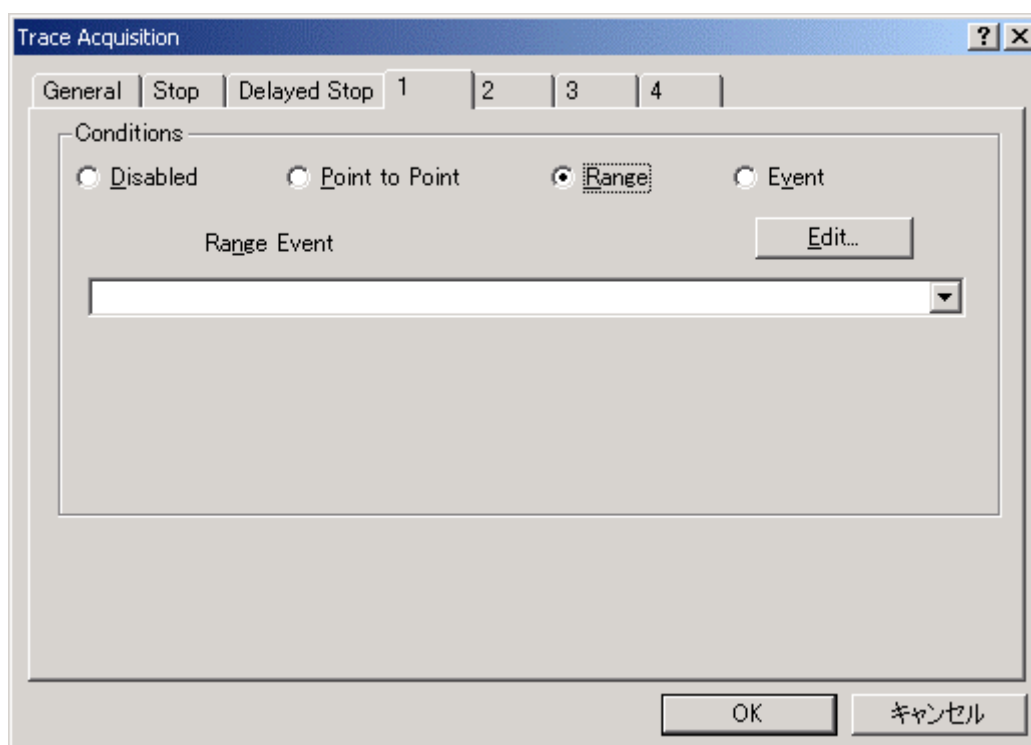 Trace Acquisition
General Stop Delayed Stop 1 2 3 4
Conditions
Disabled Point to Point Range Event
Range Event Edit...
OK キャンセル